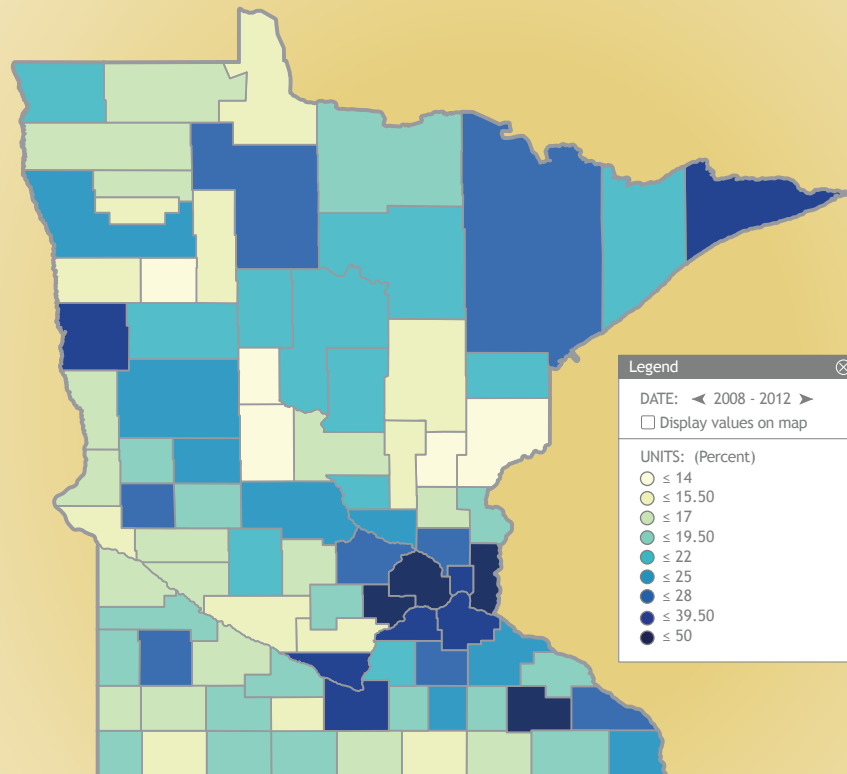 Legend
DATE: ◄ 2008 - 2012 ►
Display values on map
UNITS: (Percent)
≤ 14
≤ 15.50
≤ 17
≤ 19.50
≤ 22
≤ 25
≤ 28
≤ 39.50
≤ 50